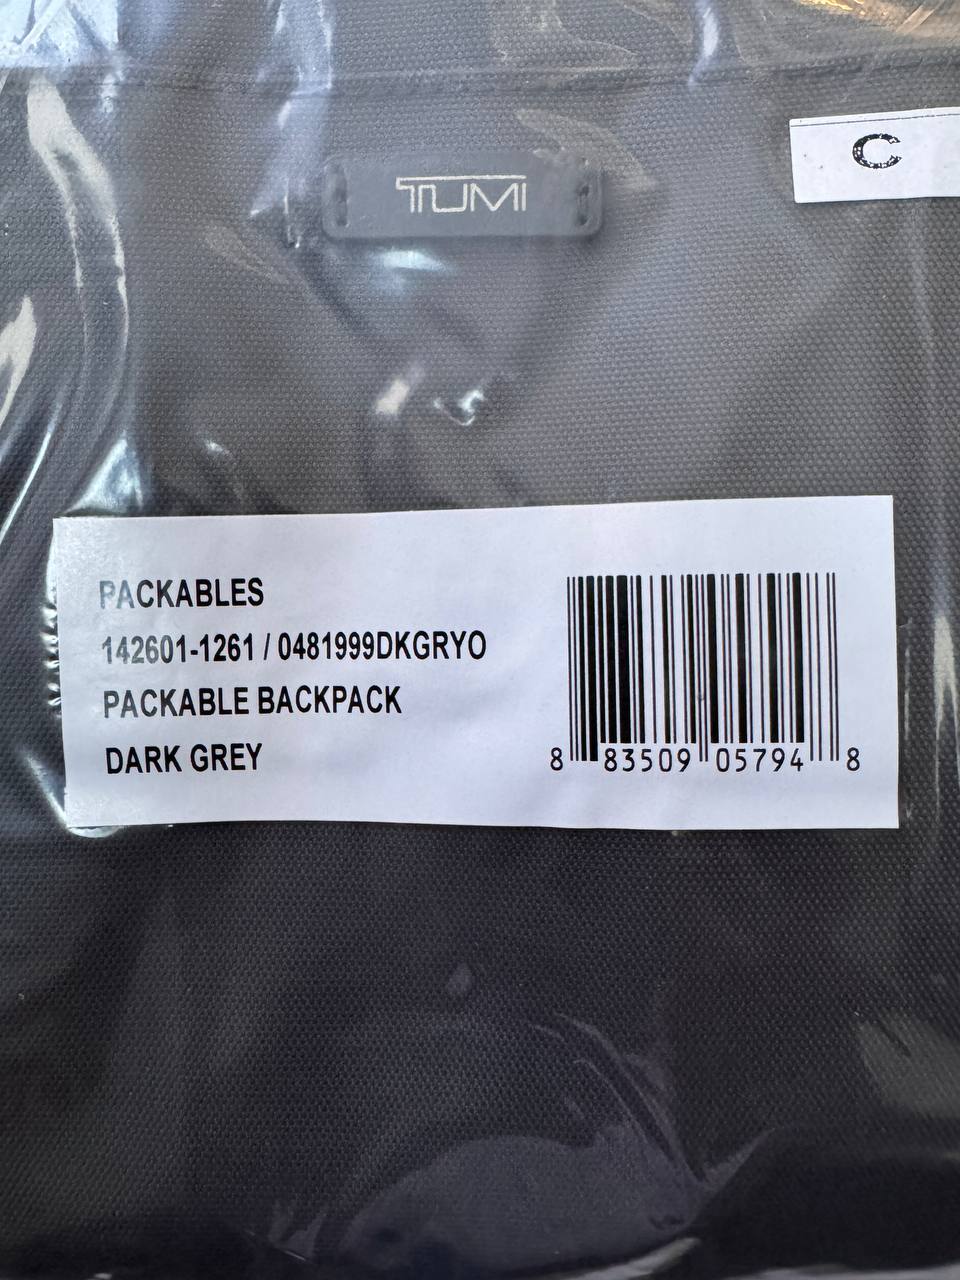 TUMI
C
PACKABLES
142601-1261 / 0481999DKGRYO
PACKABLE BACKPACK
DARK GREY
8 83509 05794 8